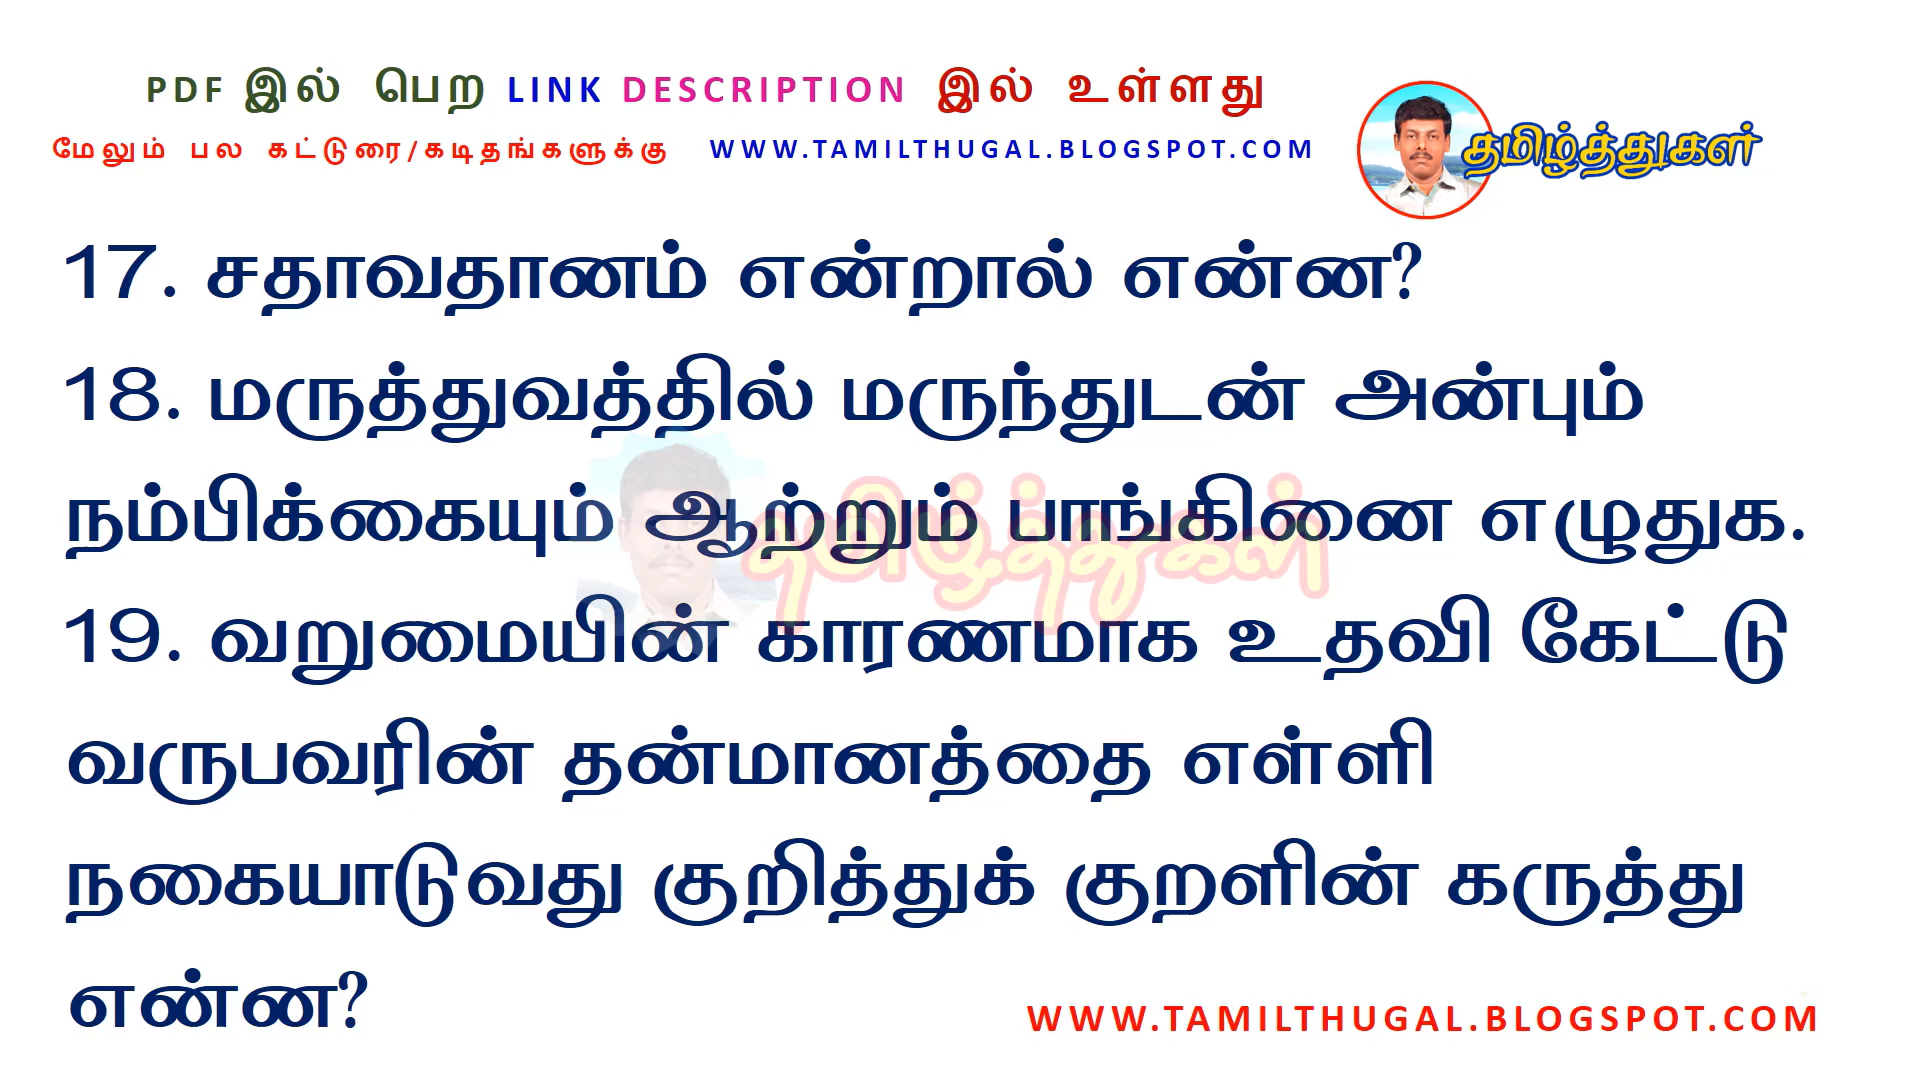 PDF இல் பெற LINK DESCRIPTION இல் உள்ளது
மேலும் பல கட்டுரை/கடிதங்களுக்கு WWW.TAMILTHUGAL.BLOGSPOT.COM
தமிழ்த்துகள்
17. சதாவதானம் என்றால் என்ன?
18. மருத்துவத்தில் மருந்துடன் அன்பும்
நம்பிக்கையும் ஆற்றும் பாங்கினை எழுதுக.
தமிழ்த்துகள்
19. வறுமையின் காரணமாக உதவி கேட்டு
வருபவரின் தன்மானத்தை எள்ளி
நகையாடுவது குறித்துக் குறளின் கருத்து
என்ன?
WWW.TAMILTHUGAL.BLOGSPOT.COM